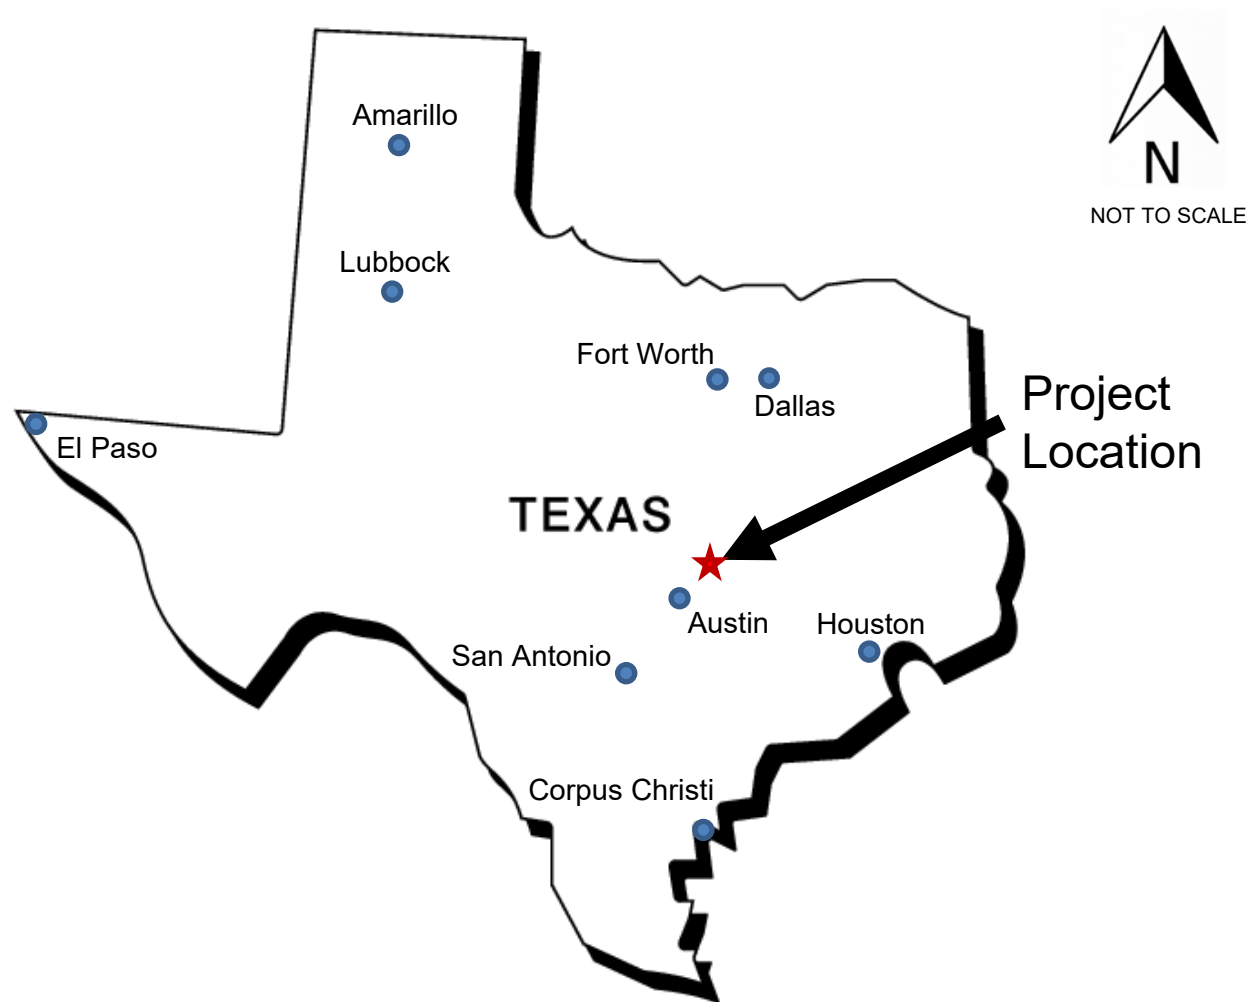 Amarillo
N
NOT TO SCALE
Lubbock
Fort Worth
Dallas
Project
Location
El Paso
TEXAS
Austin
Houston
San Antonio
Corpus Christi